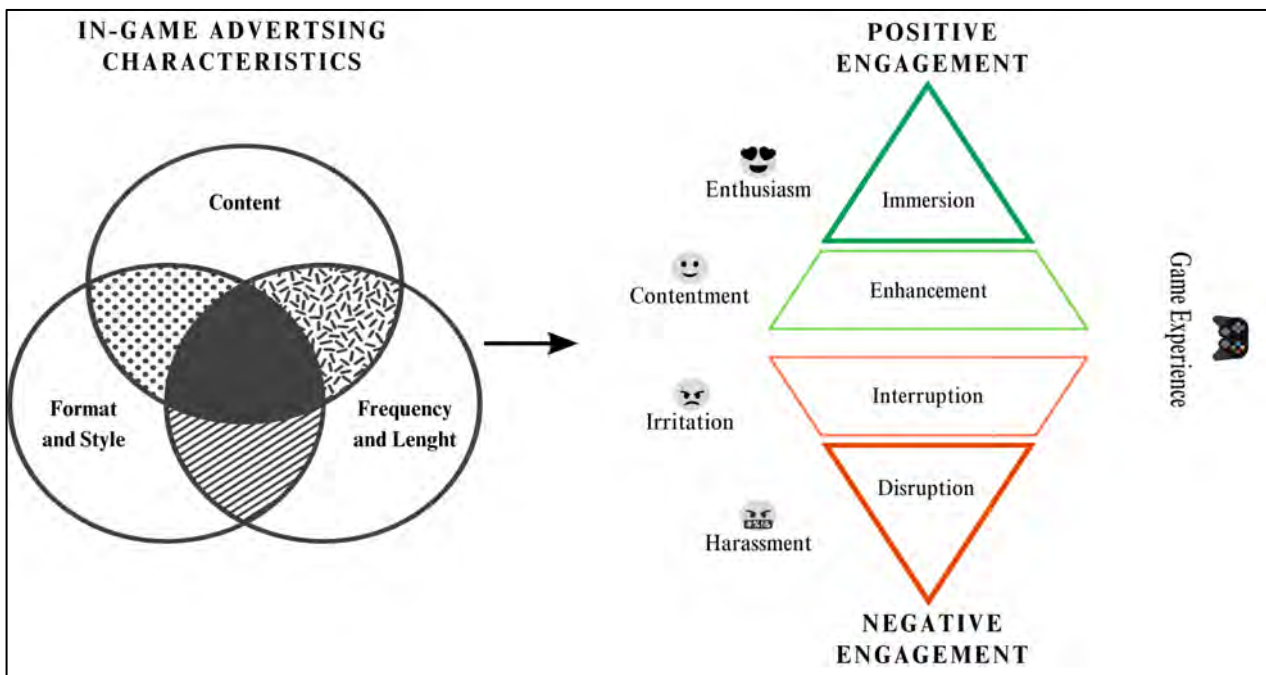 IN-GAME ADVERTSING
CHARACTERISTICS
Content
Format
and Style
Frequency
and Lenght
POSITIVE
ENGAGEMENT
Enthusiasm
Immersion
Contentment
Enhancement
Irritation
Interruption
Harassment
Disruption
NEGATIVE
ENGAGEMENT
Game Experience